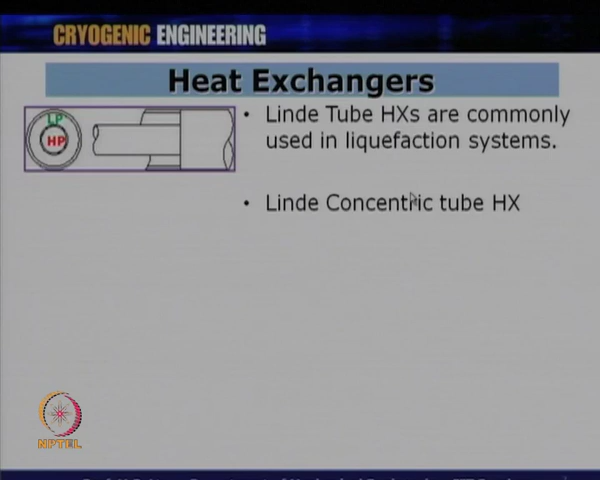 CRYOGENIC ENGINEERING
Heat Exchangers
LP
HP
• Linde Tube HXs are commonly
used in liquefaction systems.
• Linde Concentric tube HX
NPTEL